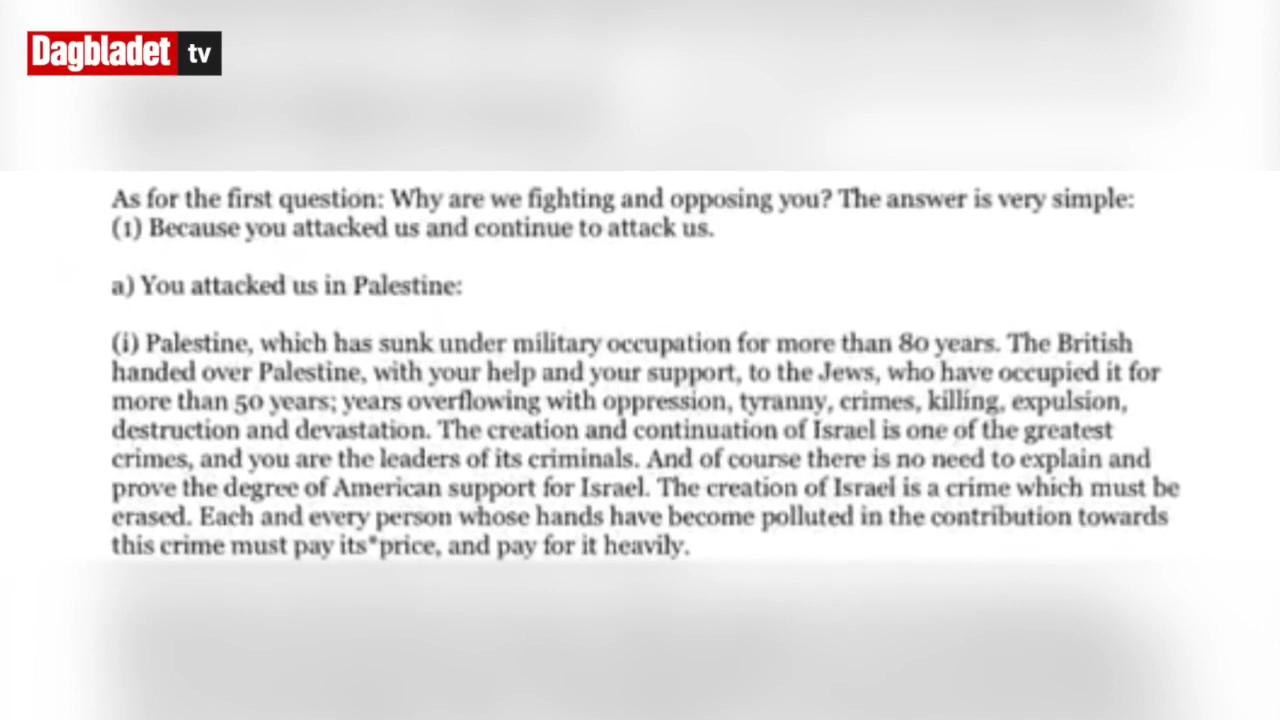 Dagbladet tv
As for the first question: Why are we fighting and opposing you? The answer is very simple:
(1) Because you attacked us and continue to attack us.
a) You attacked us in Palestine:
(i) Palestine, which has sunk under military occupation for more than 80 years. The British
handed over Palestine, with your help and your support, to the Jews, who have occupied it for
more than 50 years; years overflowing with oppression, tyranny, crimes, killing, expulsion,
destruction and devastation. The creation and continuation of Israel is one of the greatest
crimes, and you are the leaders of its criminals. And of course there is no need to explain and
prove the degree of American support for Israel. The creation of Israel is a crime which must be
erased. Each and every person whose hands have become polluted in the contribution towards
this crime must pay its*price, and pay for it heavily.